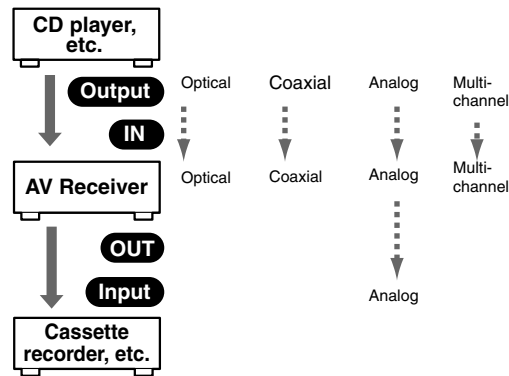 CD player,
etc.
Output
Optical
Coaxial
Analog
Multi-
channel
IN
AV Receiver
Optical
Coaxial
Analog
Multi-
channel
OUT
Input
Analog
Cassette
recorder, etc.